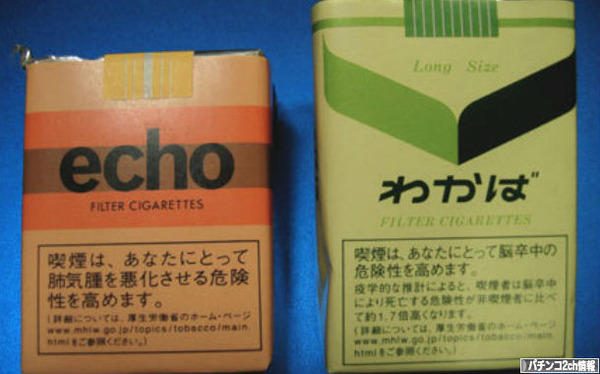 echo
FILTER CIGARETTES
喫煙は、あなたにとって
肺気腫を悪化させる危険
性を高めます。
(詳細については、厚生労働省のホーム・ページ
www.mhlw.go.jp/topics/tobacco/main.
htmlをご参照ください。)
Long Size
わかば
FILTER CIGARETTES
喫煙は、あなたにとって脳卒中の
危険性を高めます。
疫学的な推計によると、喫煙者は脳卒中
により死亡する危険性が非喫煙者に比べ
て約1.7倍高くなります。
(詳細については、厚生労働省のホーム・ページ
www.mhlw.go.jp/topics/tobacco/main.
htmlをご参照ください。)
パチンコ2ch情報